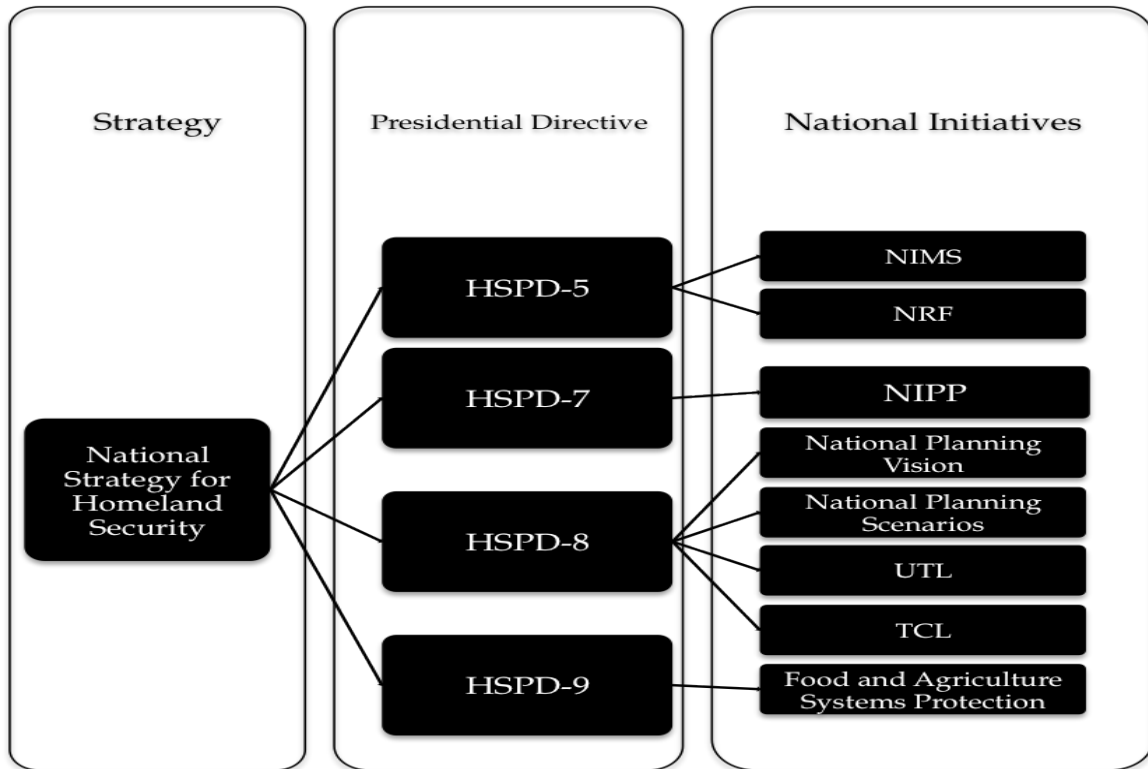 Strategy
Presidential Directive
National Initiatives
National
Strategy for
Homeland
Security
HSPD-5
HSPD-7
HSPD-8
HSPD-9
NIMS
NRF
NIPP
National Planning
Vision
National Planning
Scenarios
UTL
TCL
Food and Agriculture
Systems Protection